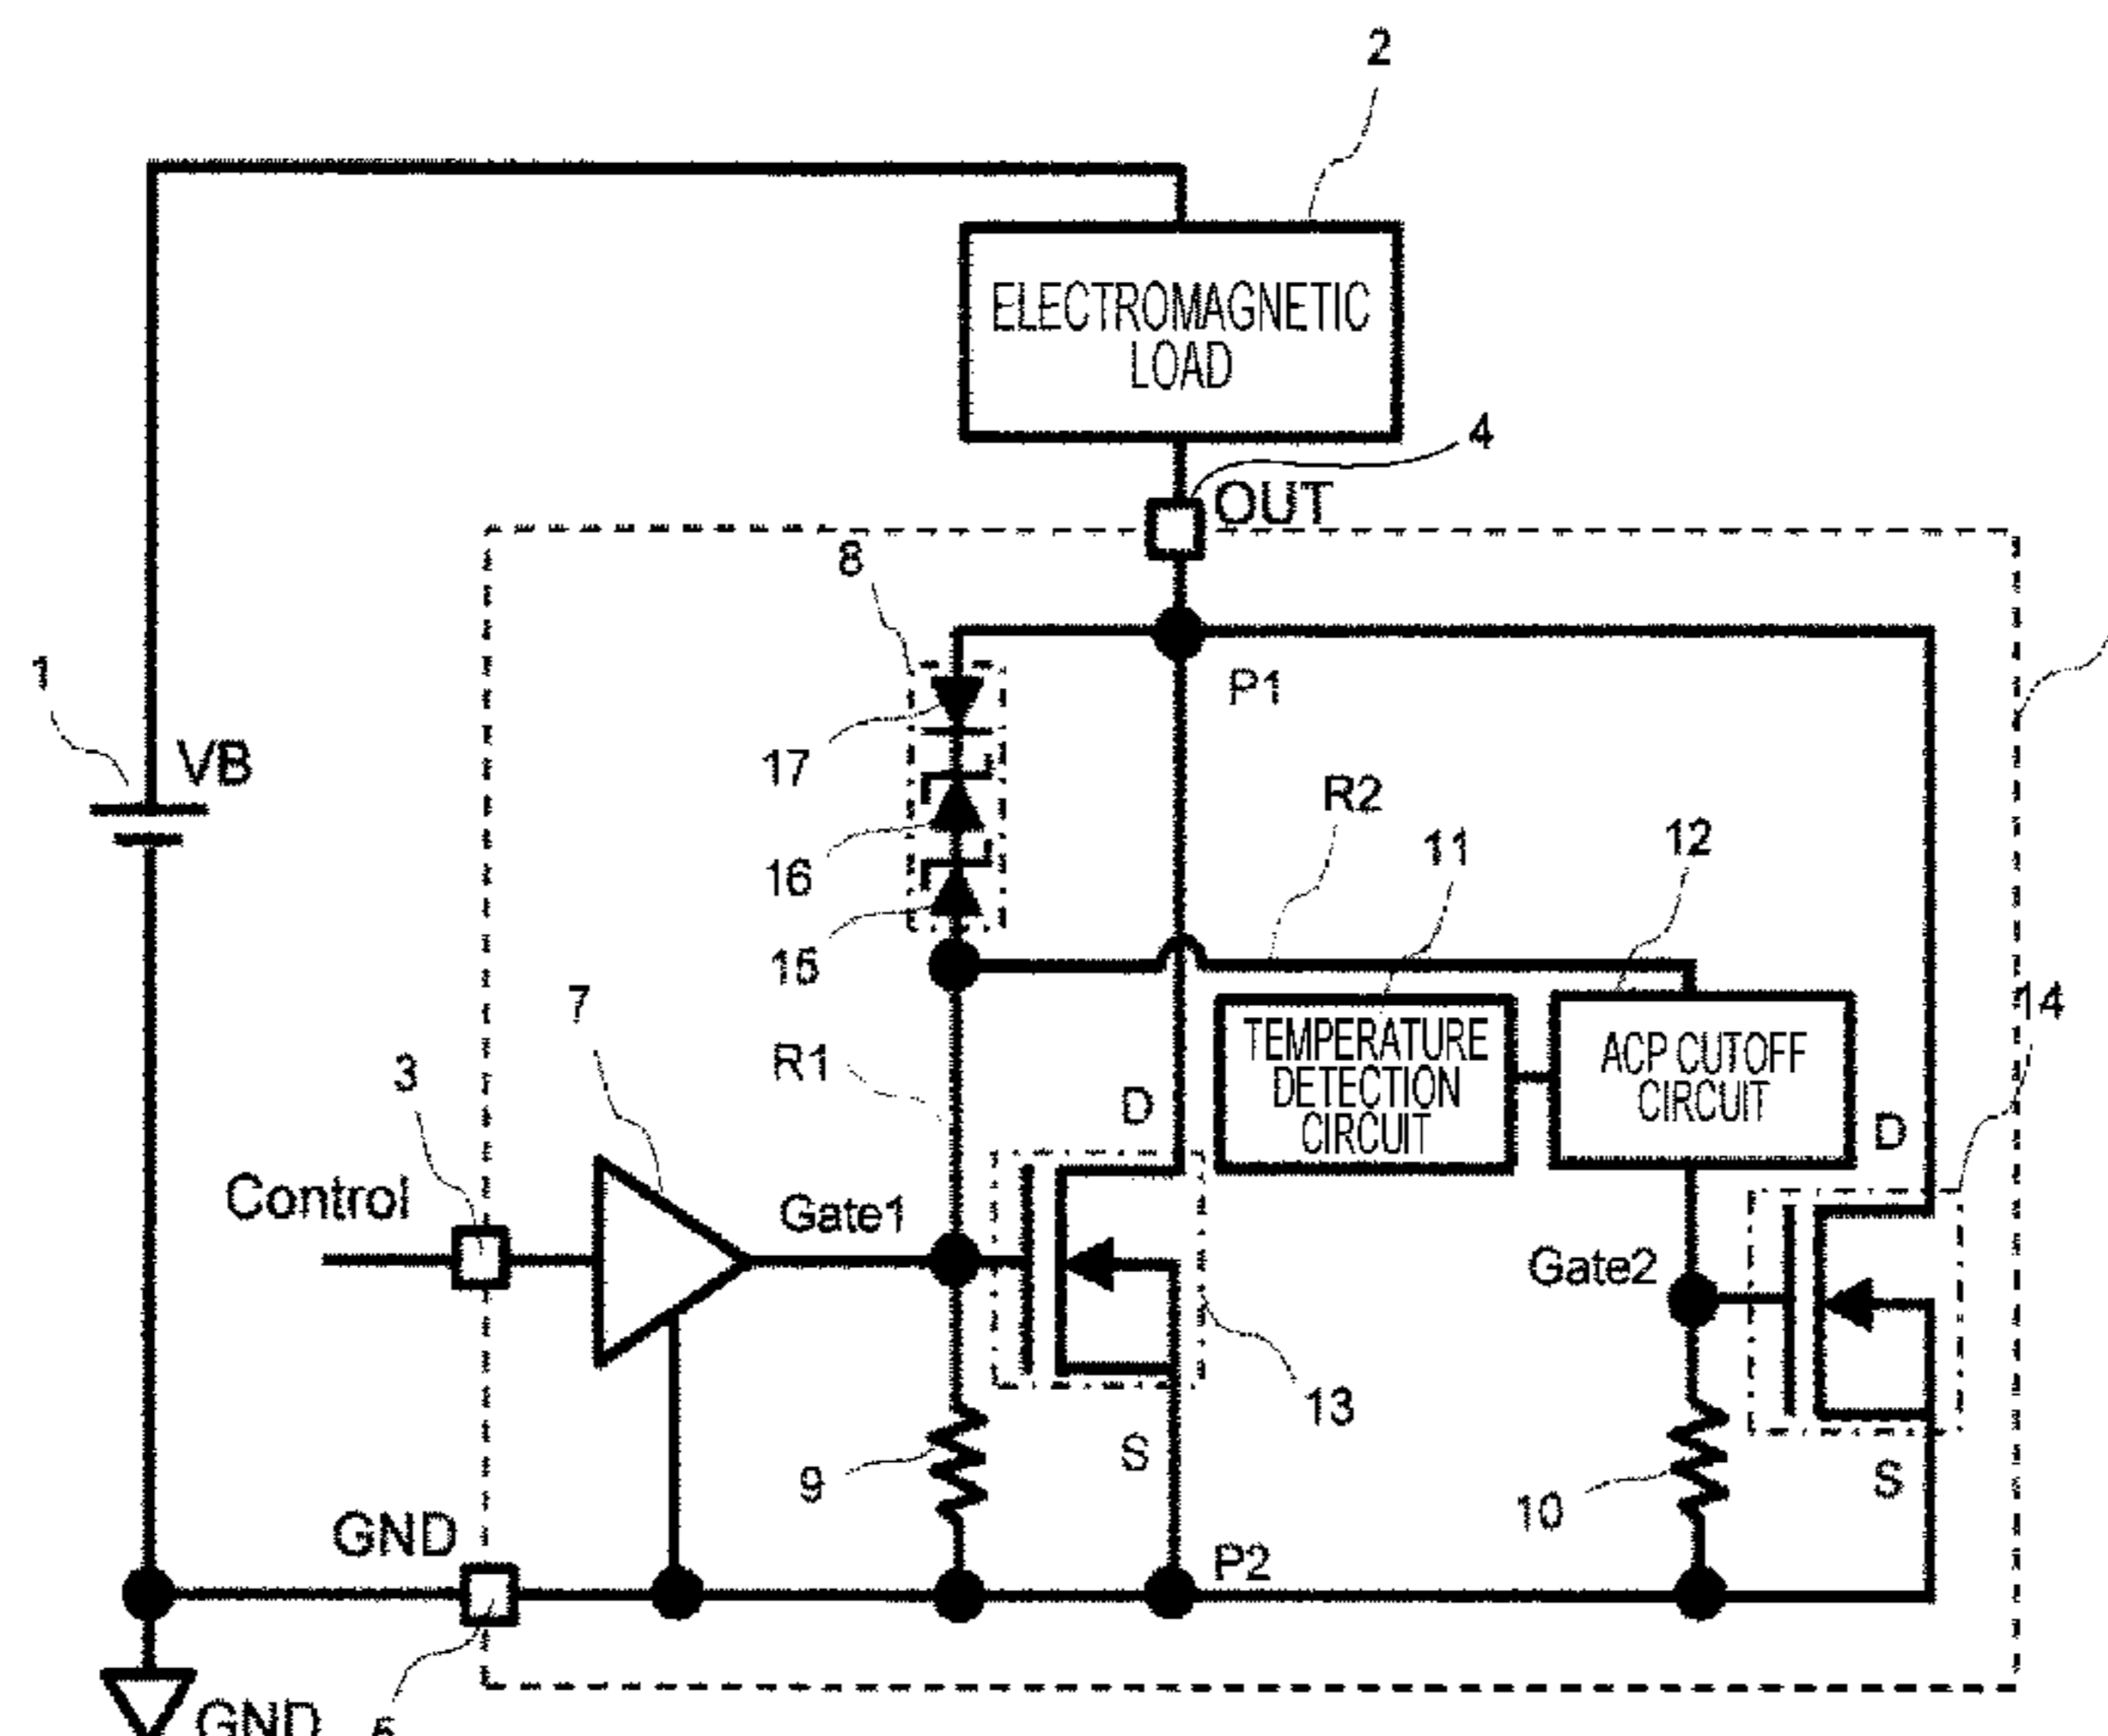 2
ELECTROMAGNETIC
LOAD
4
OUT
8
1
VB
P1
17
R2
11
12
16
15
14
7
TEMPERATURE
DETECTION
CIRCUIT
ACP CUTOFF
CIRCUIT
R1
3
D
D
Control
Gate1
Gate2
13
9
S
S
10
GND
P2
GND